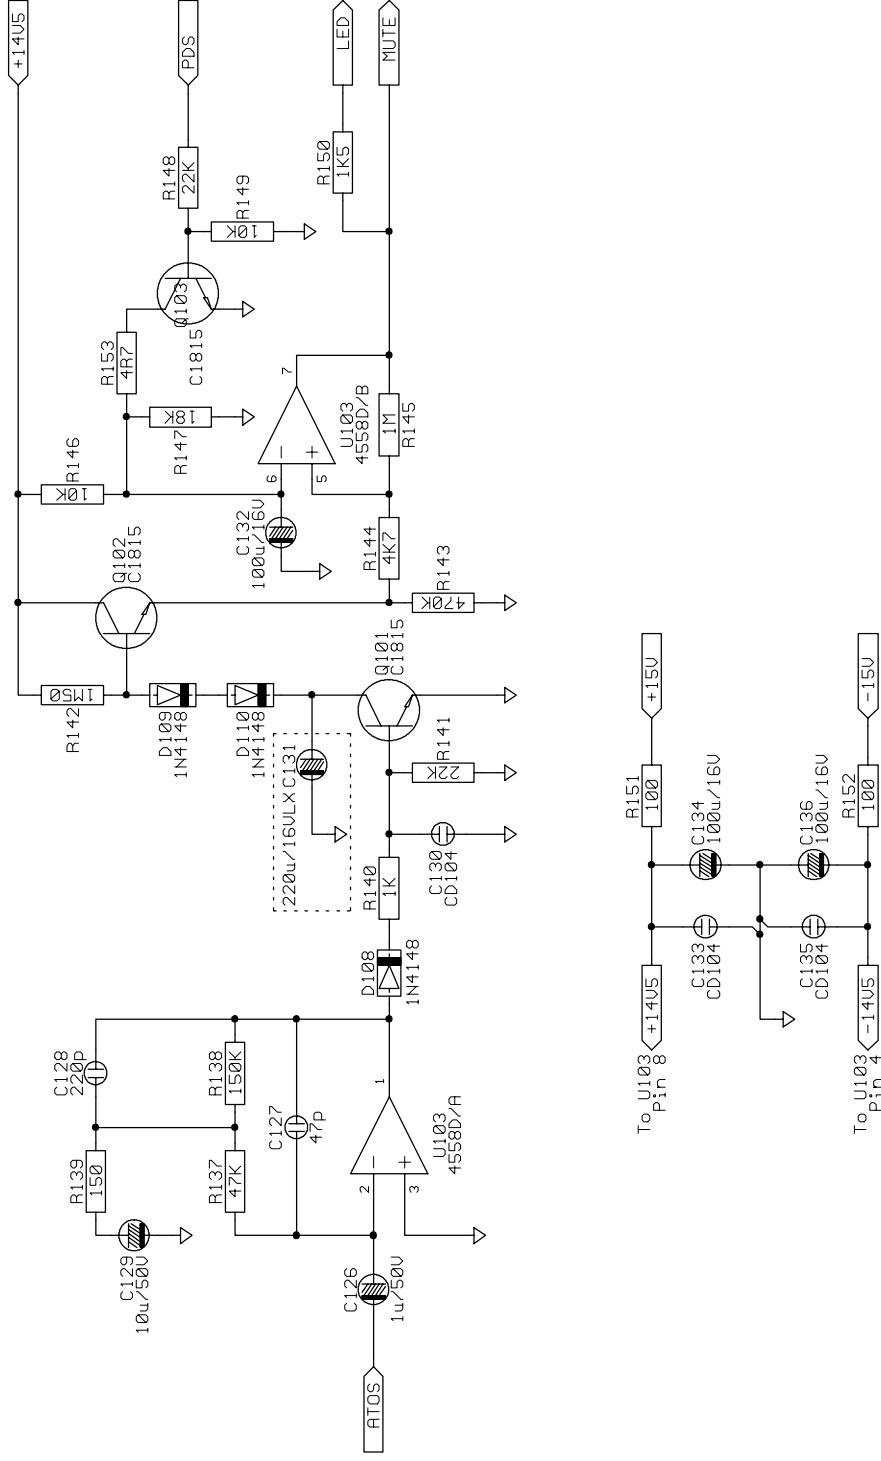 +14V5
PDS
LED
MUTE
R148
22K
R149
10K
R150
1K5
Q103
C1815
R153
4R7
R147
18K
R146
10K
7
U103
4558D/B
6
5
1M
R145
C132
100u/16V
R144
4K7
R143
470K
Q102
C1815
R142
1M50
D109
1N4148
D110
1N4148
Q101
C1815
220u/16VLX C131
R141
22K
C130
CD104
R140
1K
D108
1N4148
C128
220p
R138
150K
C127
47p
1
U103
4558D/A
2
3
R139
150
R137
47K
C129
10u/50V
C126
1u/50V
ATOS
+15V
-15V
R151
100
R152
100
C134
100u/16V
C136
100u/16V
C133
CD104
C135
CD104
+14V5
-14V5
To U103
Pin 8
To U103
Pin 4